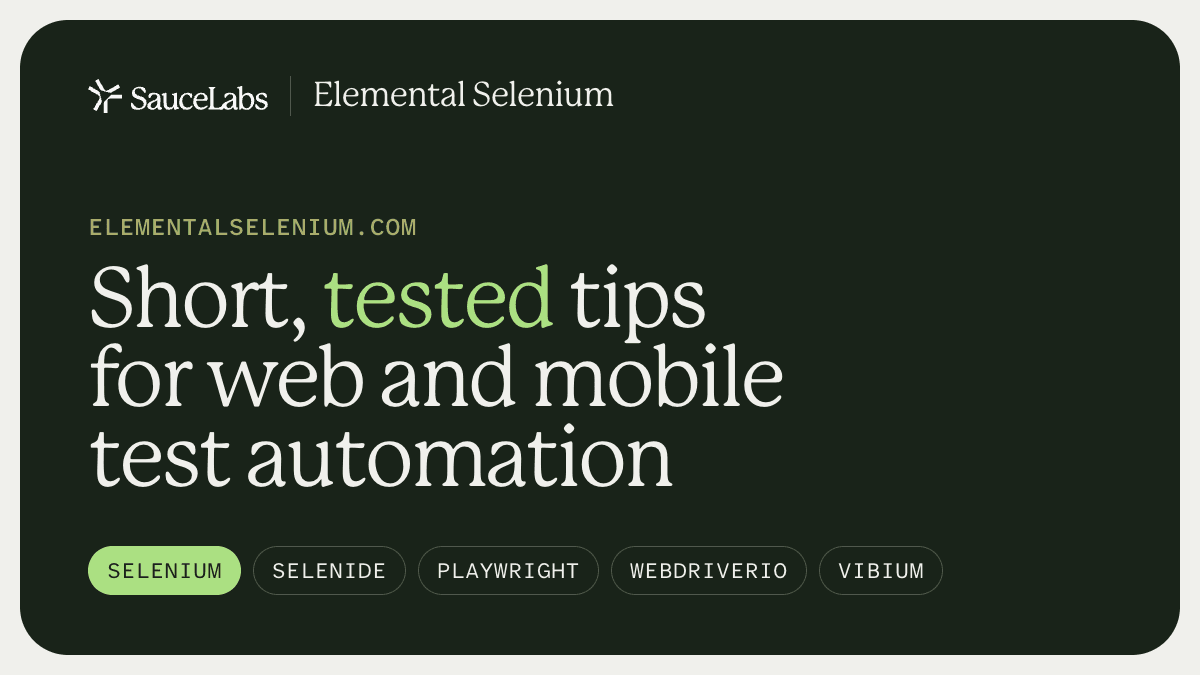 SauceLabs Elemental Selenium
ELEMENTALSELENIUM.COM
Short, tested tips
for web and mobile
test automation
SELENIUM SELENIDE PLAYWRIGHT WEBDRIVERIO VIBIUM